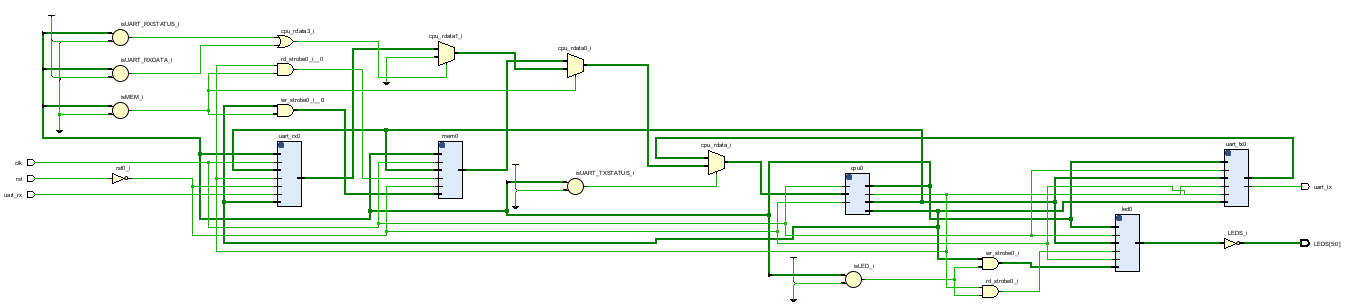 isUART_RXSTATUS_i
cpu_rdata3_i
cpu_rdata1_i
cpu_rdata0_i
isUART_RXDATA_i
rd_strobe0_i__0
isMEM_i
wr_strobe0_i__0
uart_rx0
mem0
cpu_rdata_i
uart_tx0
clk
rst0_i
isUART_TXSTATUS_i
cpu0
rst
uart_tx
uart_rx
led0
LEDS_i
LEDS[5:0]
wr_strobe0_i
isLED_i
rd_strobe0_i